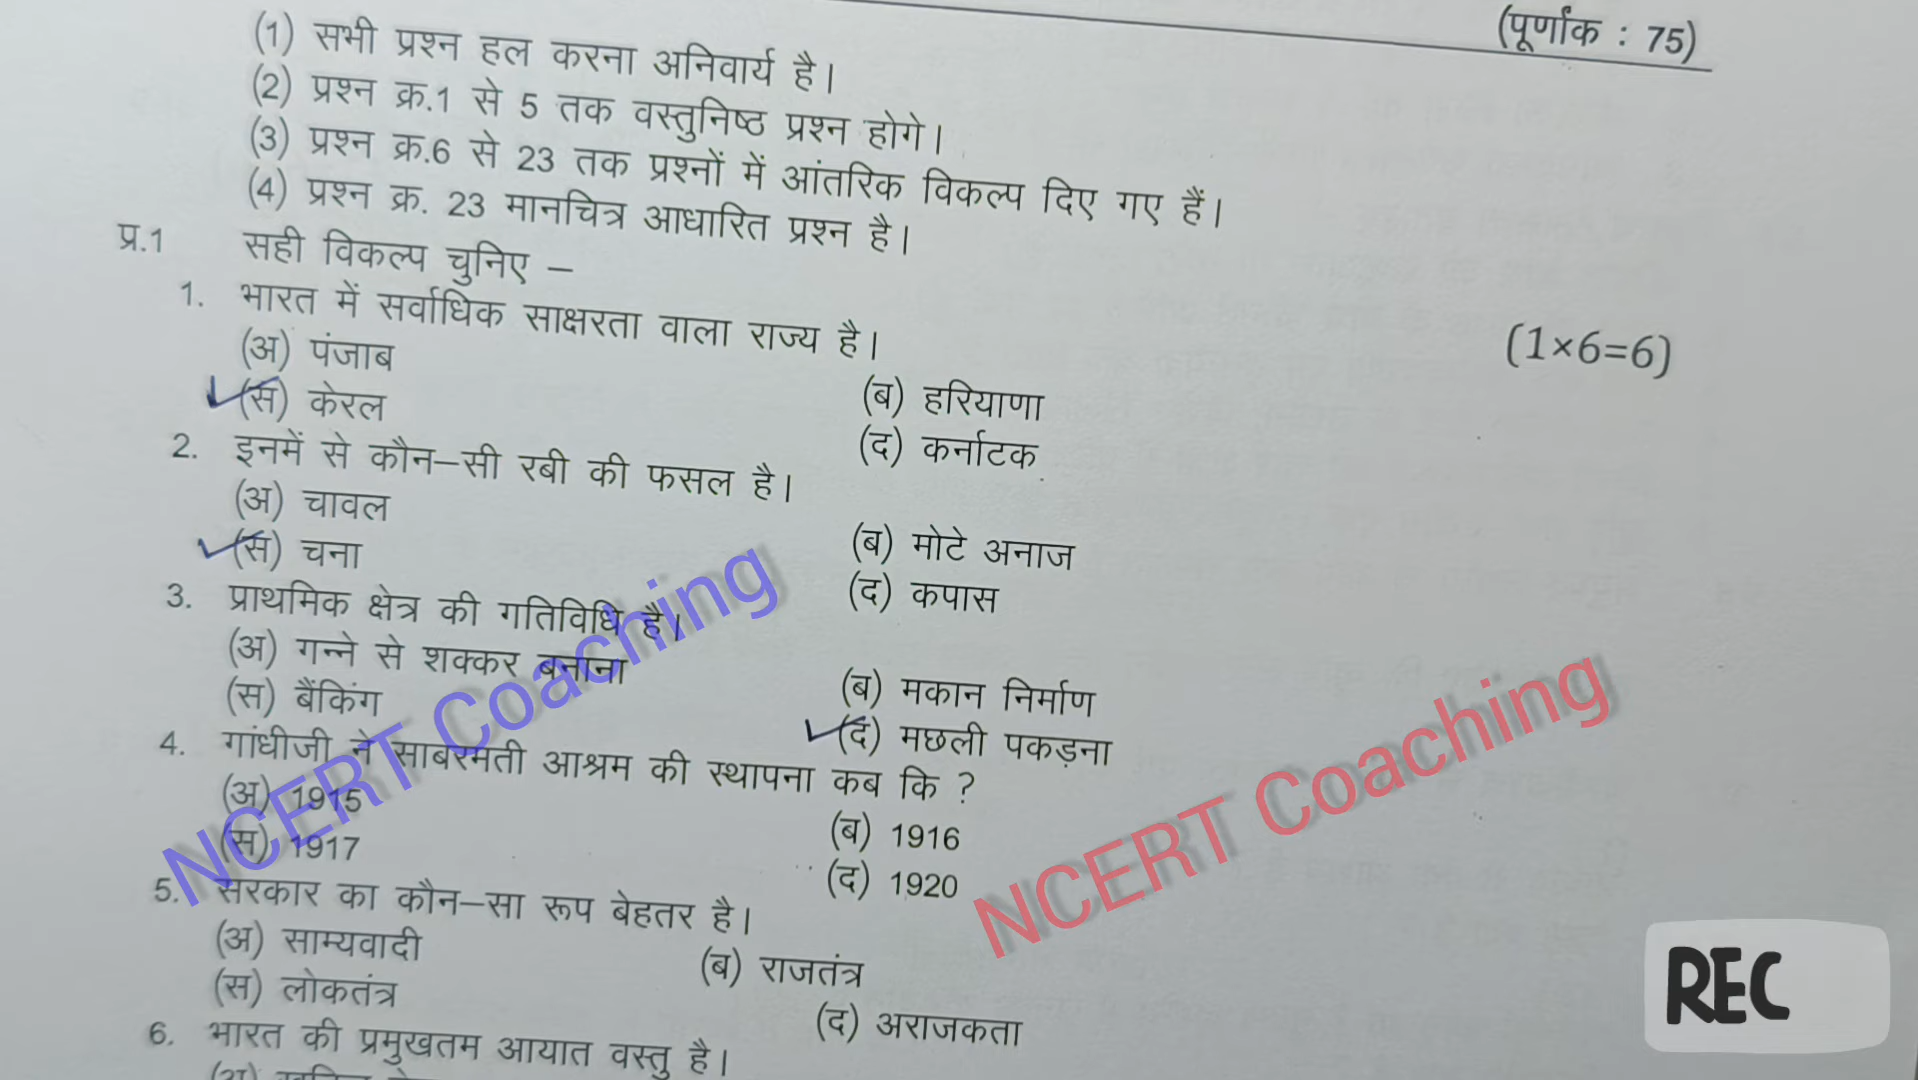 (पूर्णांक : 75)
(1) सभी प्रश्न हल करना अनिवार्य है।
(2) प्रश्न क्र.1 से 5 तक वस्तुनिष्ठ प्रश्न होगे।
(3) प्रश्न क्र.6 से 23 तक प्रश्नों में आंतरिक विकल्प दिए गए हैं।
(4) प्रश्न क्र. 23 मानचित्र आधारित प्रश्न है।
प्र.1 सही विकल्प चुनिए –
(1×6=6)
1. भारत में सर्वाधिक साक्षरता वाला राज्य है।
(अ) पंजाब (ब) हरियाणा
(स) केरल (द) कर्नाटक
2. इनमें से कौन–सी रबी की फसल है।
(अ) चावल (ब) मोटे अनाज
(स) चना (द) कपास
3. प्राथमिक क्षेत्र की गतिविधि है।
(अ) गन्ने से शक्कर बनाना (ब) मकान निर्माण
(स) बैंकिंग (द) मछली पकड़ना
4. गांधीजी ने साबरमती आश्रम की स्थापना कब कि ?
(अ) 1915 (ब) 1916
(स) 1917 (द) 1920
5. सरकार का कौन–सा रूप बेहतर है।
(अ) साम्यवादी (ब) राजतंत्र
(स) लोकतंत्र (द) अराजकता
6. भारत की प्रमुखतम आयात वस्तु है।
NCERT Coaching
NCERT Coaching
REC